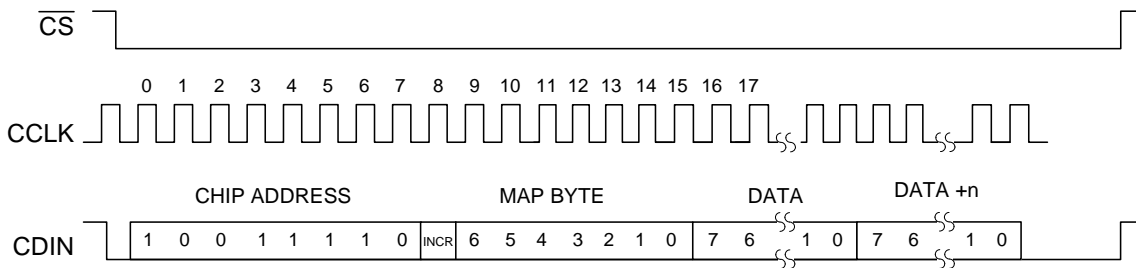 CS
0 1 2 3 4 5 6 7 8 9 10 11 12 13 14 15 16 17
CCLK
CHIP ADDRESS MAP BYTE DATA DATA +n
CDIN 1 0 0 1 1 1 1 0 INCR 6 5 4 3 2 1 0 7 6 1 0 7 6 1 0